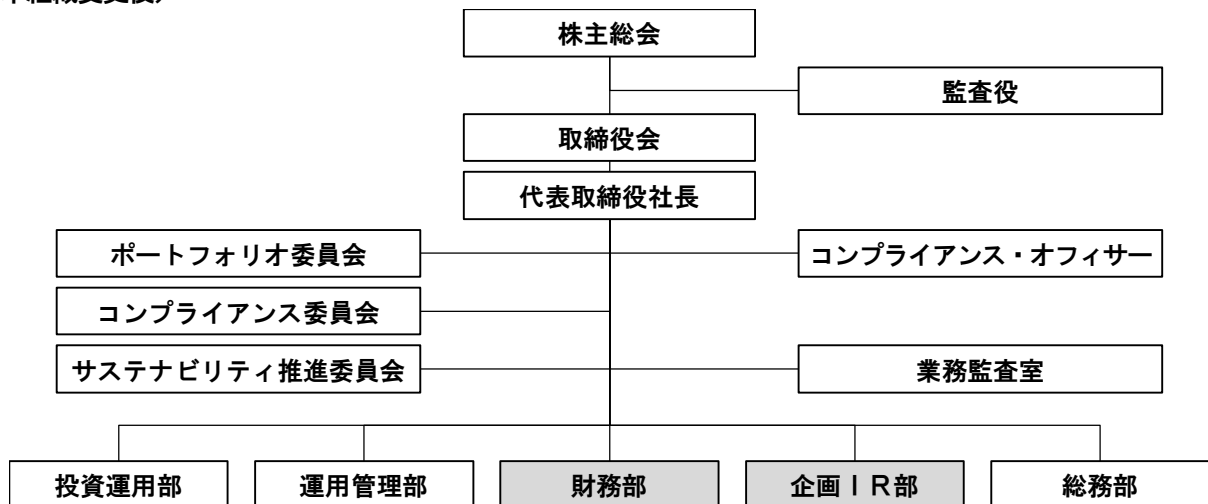 株主総会
監査役
取締役会
代表取締役社長
ポートフォリオ委員会
コンプライアンス・オフィサー
コンプライアンス委員会
サステナビリティ推進委員会
業務監査室
投資運用部
運用管理部
財務部
企画ＩＲ部
総務部